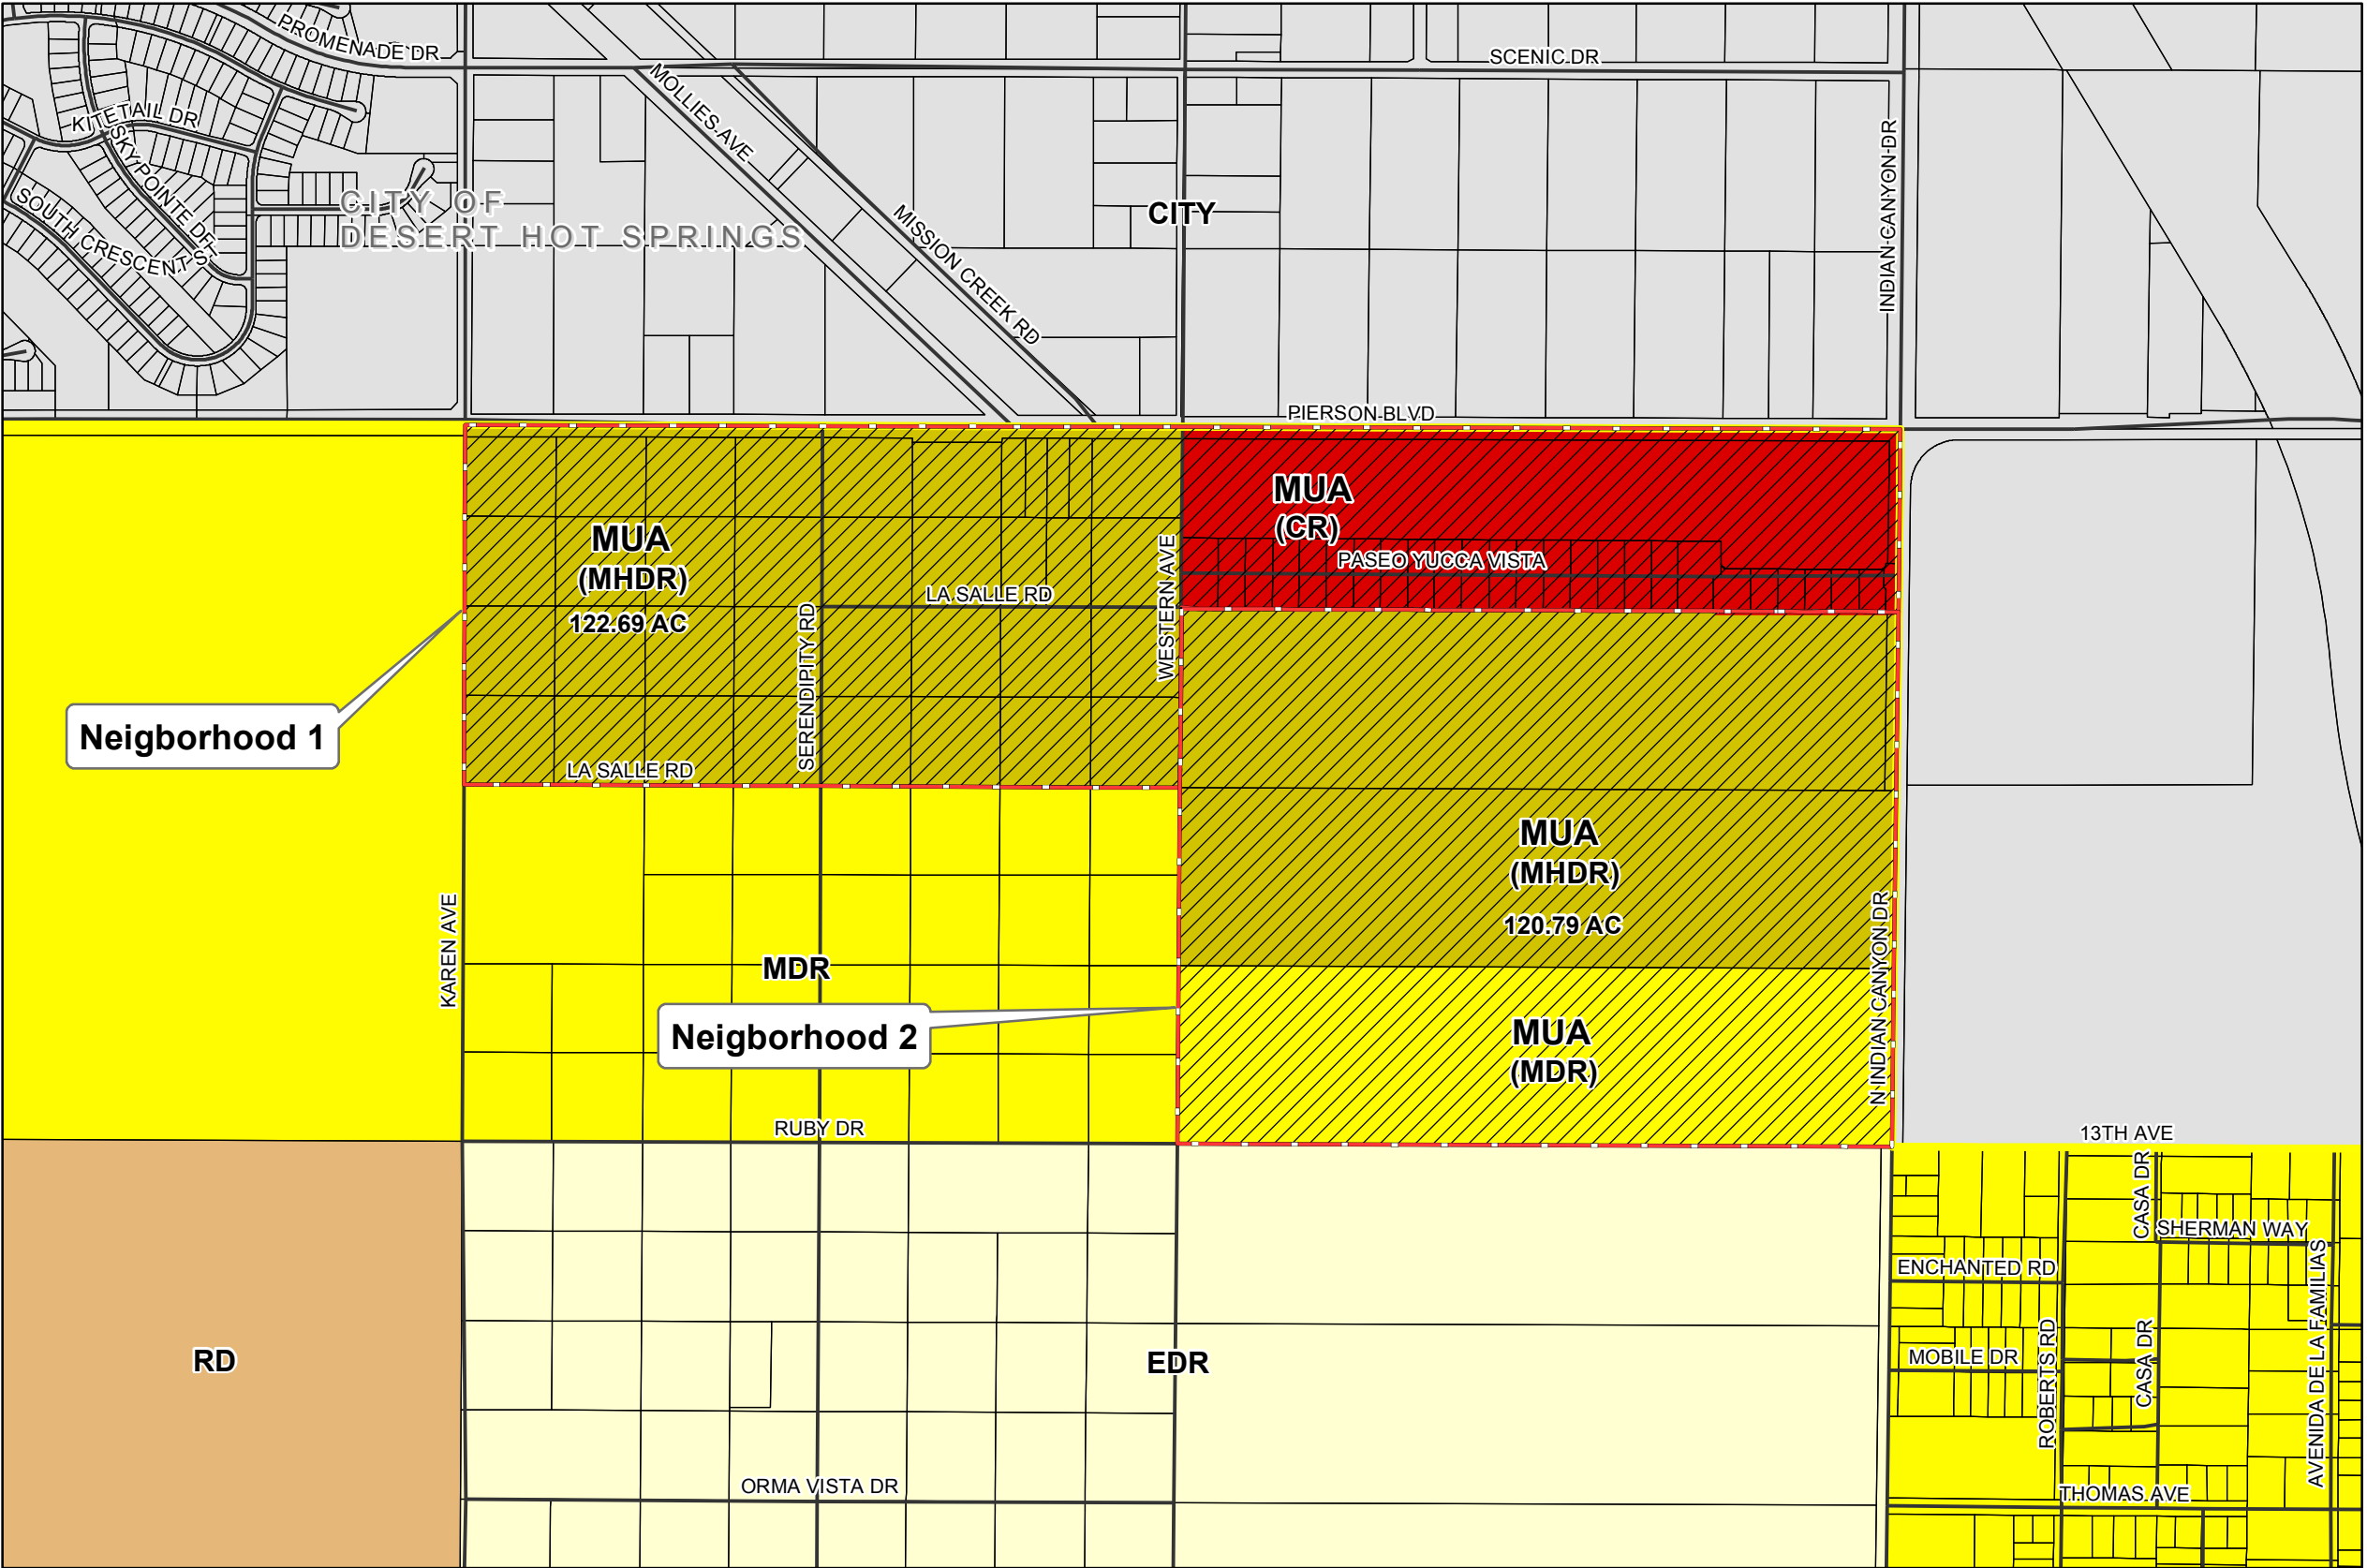 PROMENADE DR
SCENIC DR
MOLLIES AVE
KITETAIL DR
SKYPOINTE DR
SOUTH CRESCENT ST
CITY OF
DESERT HOT SPRINGS
MISSION CREEK RD
CITY
INDIAN CANYON DR
PIERSON BLVD
MUA
(CR)
PASEO YUCCA VISTA
MUA
(MHDR)
122.69 AC
LA SALLE RD
SERENDIPITY RD
WESTERN AVE
Neigborhood 1
LA SALLE RD
MUA
(MHDR)
120.79 AC
KAREN AVE
MDR
Neigborhood 2
MUA
(MDR)
N INDIAN CANYON DR
RUBY DR
13TH AVE
CASA DR
SHERMAN WAY
ENCHANTED RD
AVENIDA DE LA FAMILIAS
MOBILE DR
ROBERTS RD
CASA DR
RD
EDR
ORMA VISTA DR
THOMAS AVE